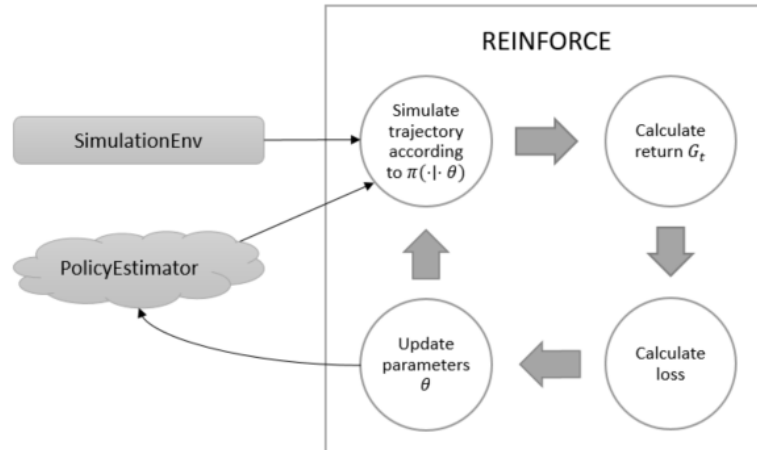 REINFORCE
SimulationEnv
Simulate
trajectory
according
to π(·|· θ)
Calculate
return Gₜ
PolicyEstimator
Update
parameters
θ
Calculate
loss